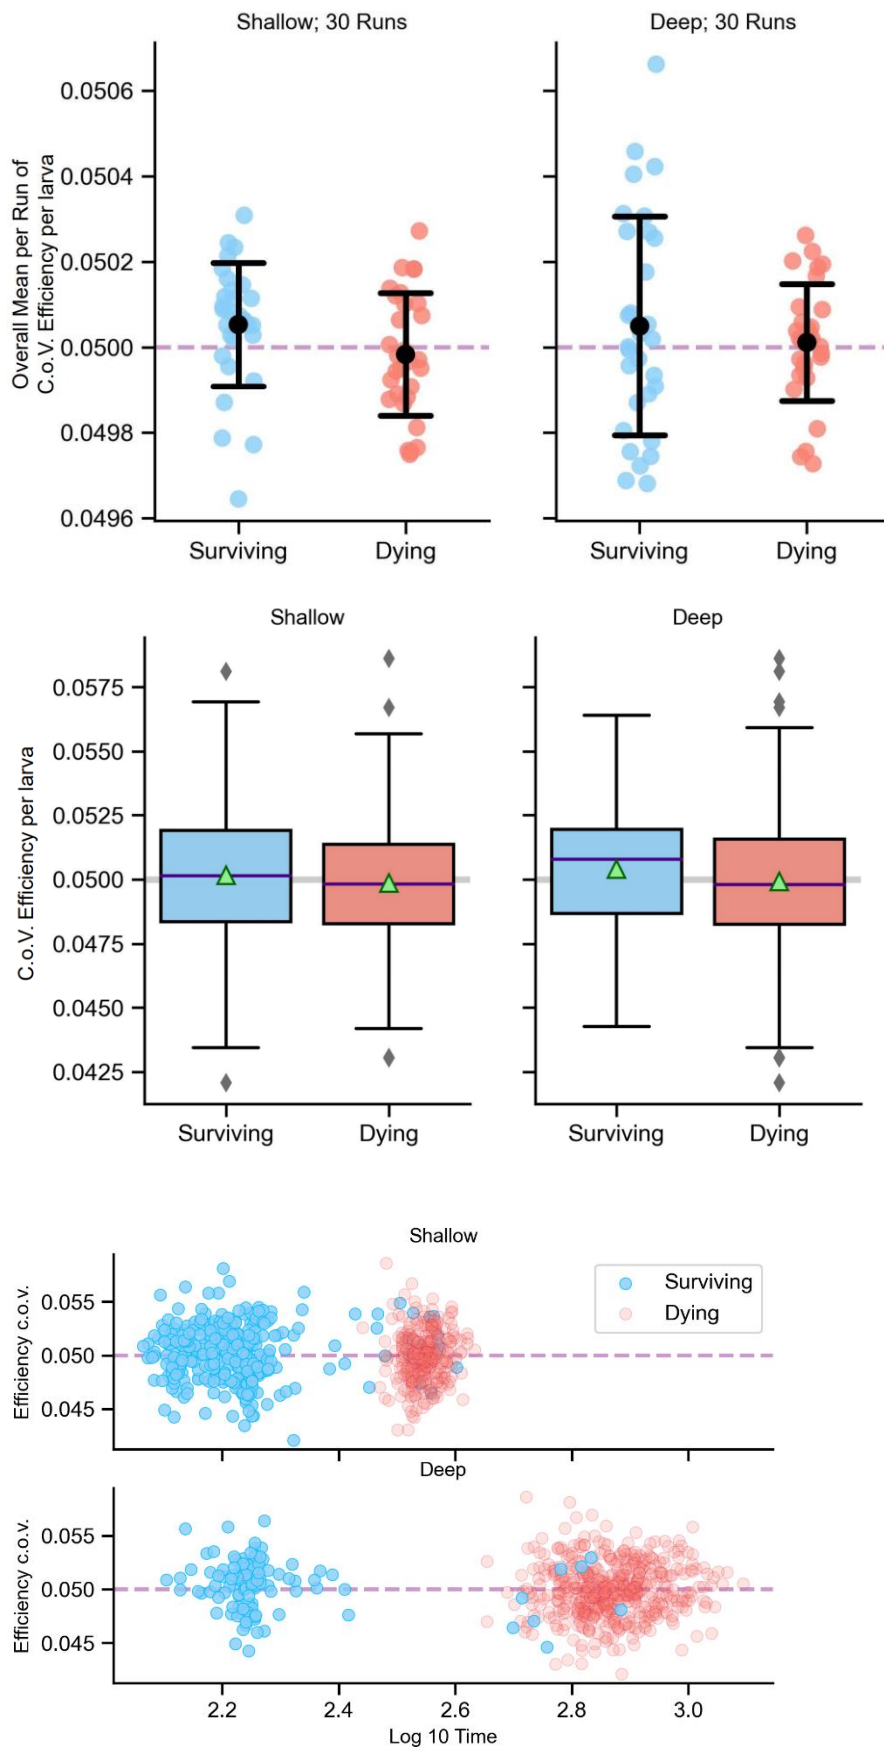 Shallow; 30 Runs
Deep; 30 Runs
Overall Mean per Run of
C.o.V. Efficiency per larva
0.0506
0.0504
0.0502
0.0500
0.0498
0.0496
Surviving
Dying
Surviving
Dying
Shallow
Deep
C.o.V. Efficiency per larva
0.0575
0.0550
0.0525
0.0500
0.0475
0.0450
0.0425
Surviving
Dying
Surviving
Dying
Shallow
Efficiency c.o.v.
0.055
0.050
0.045
Surviving
Dying
Deep
Efficiency c.o.v.
0.055
0.050
0.045
2.2
2.4
2.6
2.8
3.0
Log 10 Time